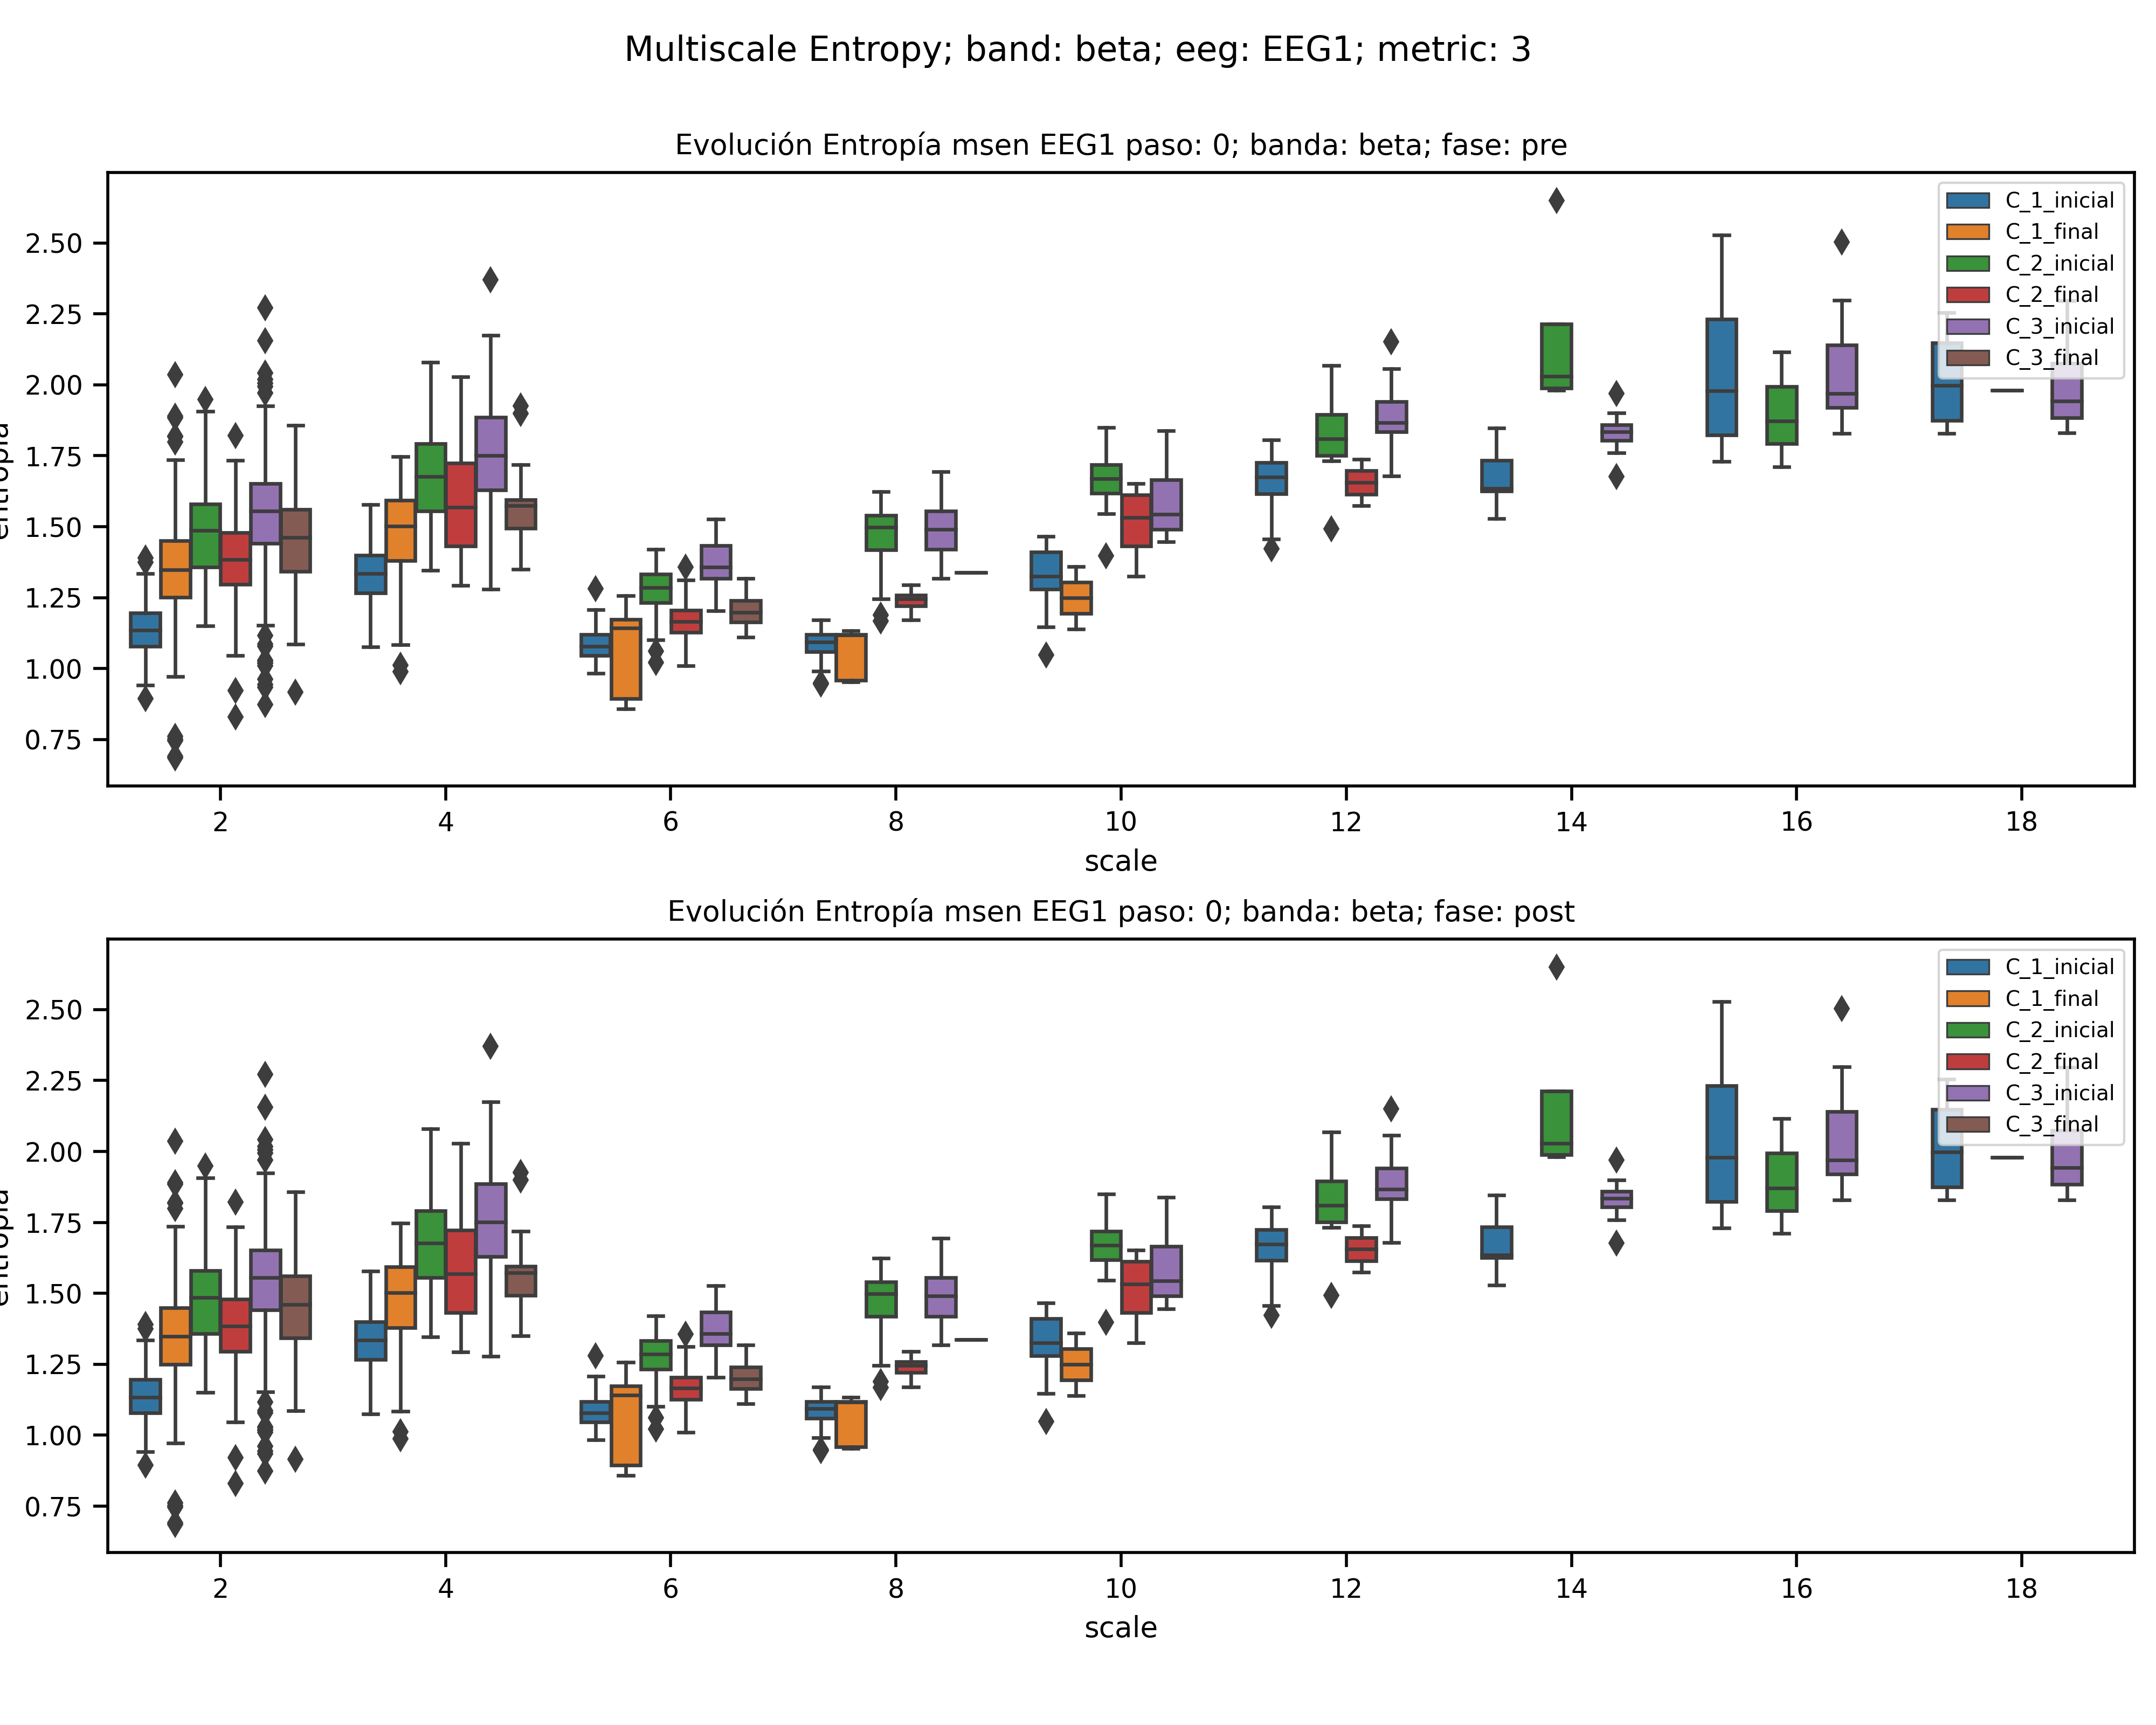 Multiscale Entropy; band: beta; eeg: EEG1; metric: 3
Evolución Entropía msen EEG1 paso: 0; banda: beta; fase: pre
C_1_inicial
C_1_final
C_2_inicial
C_2_final
C_3_inicial
C_3_final
2.50
2.25
2.00
1.75
1.50
1.25
1.00
0.75
2 4 6 8 10 12 14 16 18
scale
Evolución Entropía msen EEG1 paso: 0; banda: beta; fase: post
C_1_inicial
C_1_final
C_2_inicial
C_2_final
C_3_inicial
C_3_final
2.50
2.25
2.00
1.75
1.50
1.25
1.00
0.75
2 4 6 8 10 12 14 16 18
scale